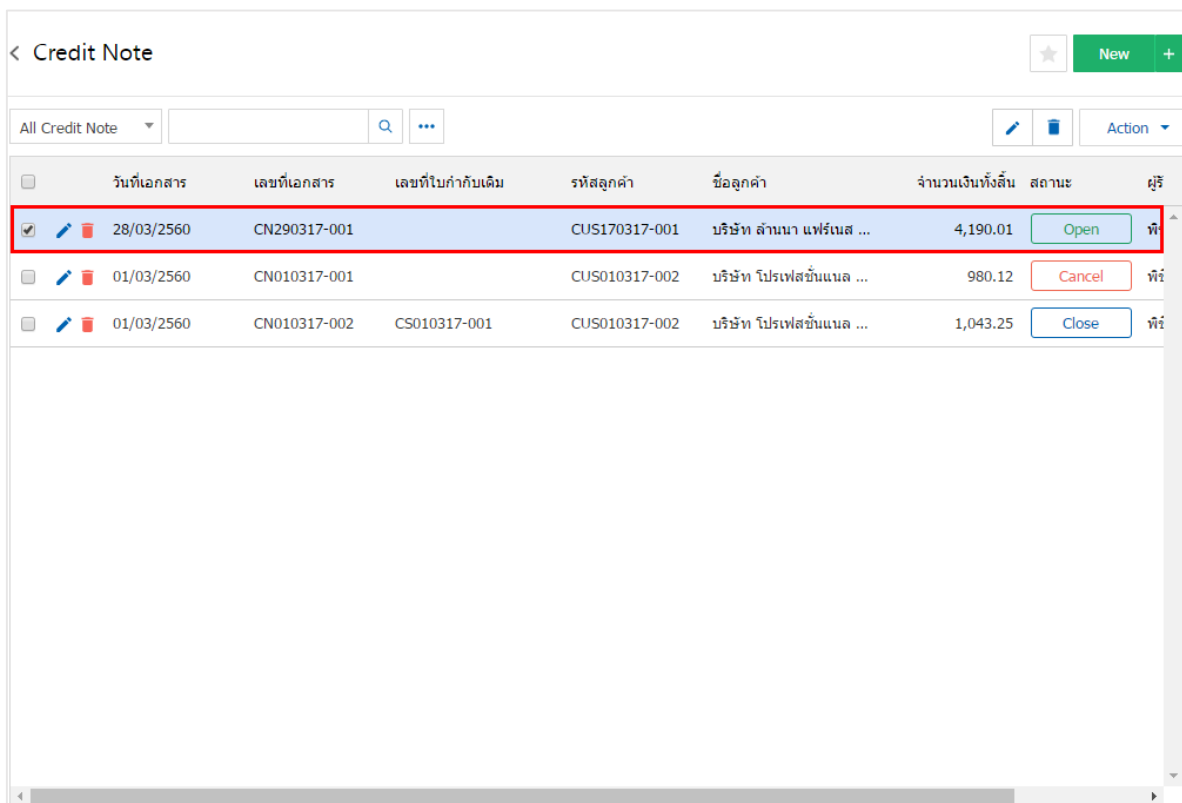 < Credit Note
New +
All Credit Note
Action
วันที่เอกสาร เลขที่เอกสาร เลขที่ใบกำกับเดิม รหัสลูกค้า ชื่อลูกค้า จำนวนเงินทั้งสิ้น สถานะ
28/03/2560 CN290317-001 CUS170317-001 บริษัท ล้านนา แฟร์เนส ... 4,190.01 Open
01/03/2560 CN010317-001 CUS010317-002 บริษัท โปรเฟสชั่นแนล ... 980.12 Cancel
01/03/2560 CN010317-002 CS010317-001 CUS010317-002 บริษัท โปรเฟสชั่นแนล ... 1,043.25 Close